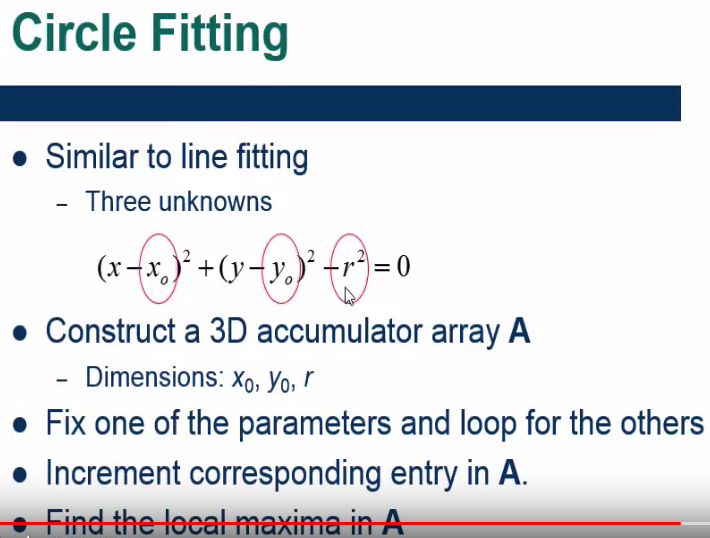 Circle Fitting
● Similar to line fitting
– Three unknowns
(x − xₒ)² + (y − yₒ)² − r² = 0
● Construct a 3D accumulator array A
– Dimensions: x₀, y₀, r
● Fix one of the parameters and loop for the others
● Increment corresponding entry in A.
● Find the local maxima in A